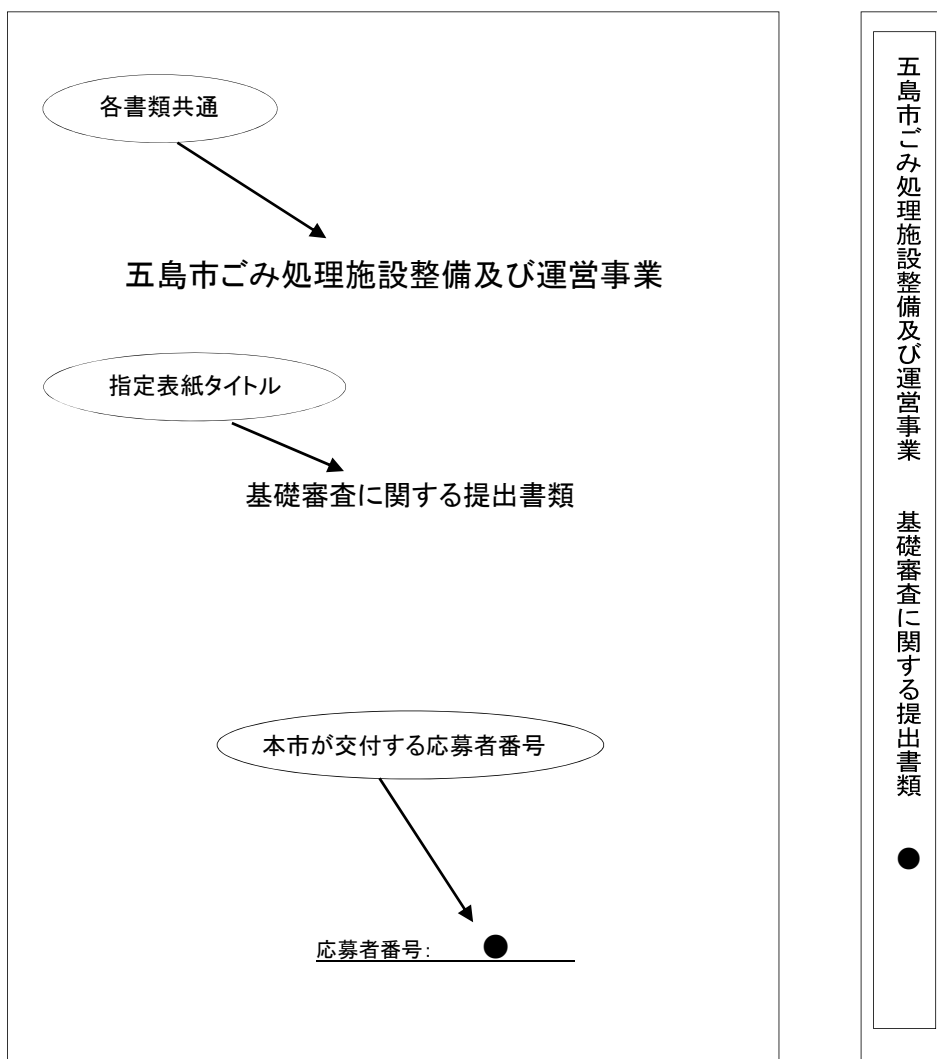 各書類共通
五島市ごみ処理施設整備及び運営事業
指定表紙タイトル
基礎審査に関する提出書類
本市が交付する応募者番号
応募者番号: ●
五島市ごみ処理施設整備及び運営事業 基礎審査に関する提出書類 ●